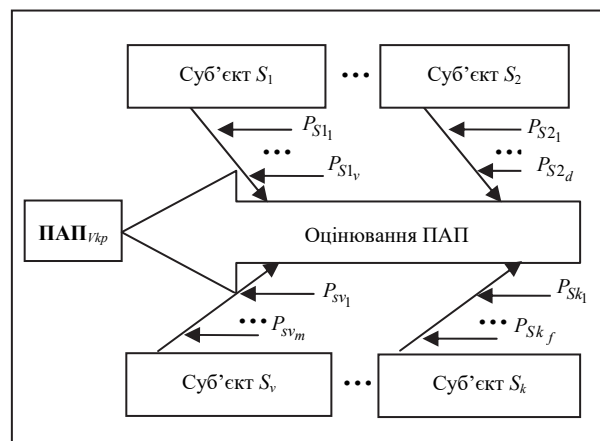 Суб’єкт S1 ••• Суб’єкт S2
PS11
PS21
•••
•••
PS1v
PS2d
ПАПVkp
Оцінювання ПАП
Psv1
PSk1
•••
Psvm
•••
PSkf
Суб’єкт Sv ••• Суб’єкт Sk